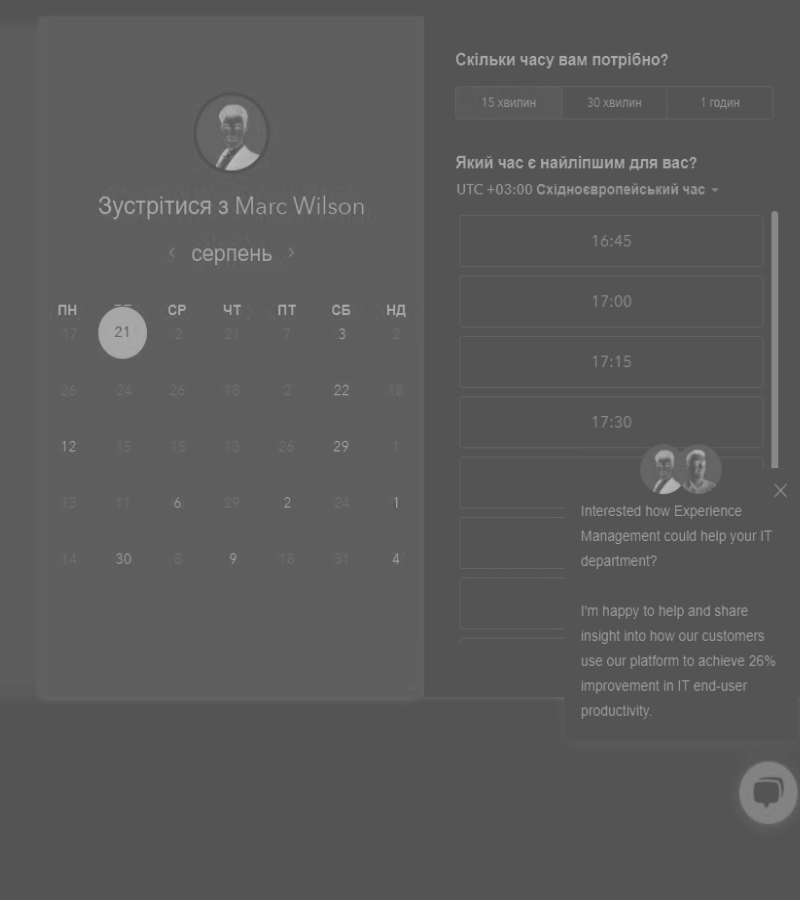 Зустрітися з Marc Wilson
серпень
ПН СР ЧТ ПТ СБ НД
17 21 2 21 7 3 2
26 24 26 18 2 22 18
12 15 15 13 26 29 1
13 11 6 29 2 24 1
14 30 8 9 18 31 4
Скільки часу вам потрібно?
15 хвилин 30 хвилин 1 годин
Який час є найліпшим для вас?
UTC +03:00 Східноєвропейський час
16:45
17:00
17:15
17:30
Interested how Experience
Management could help your IT
department?
I'm happy to help and share
insight into how our customers
use our platform to achieve 26%
improvement in IT end-user
productivity.